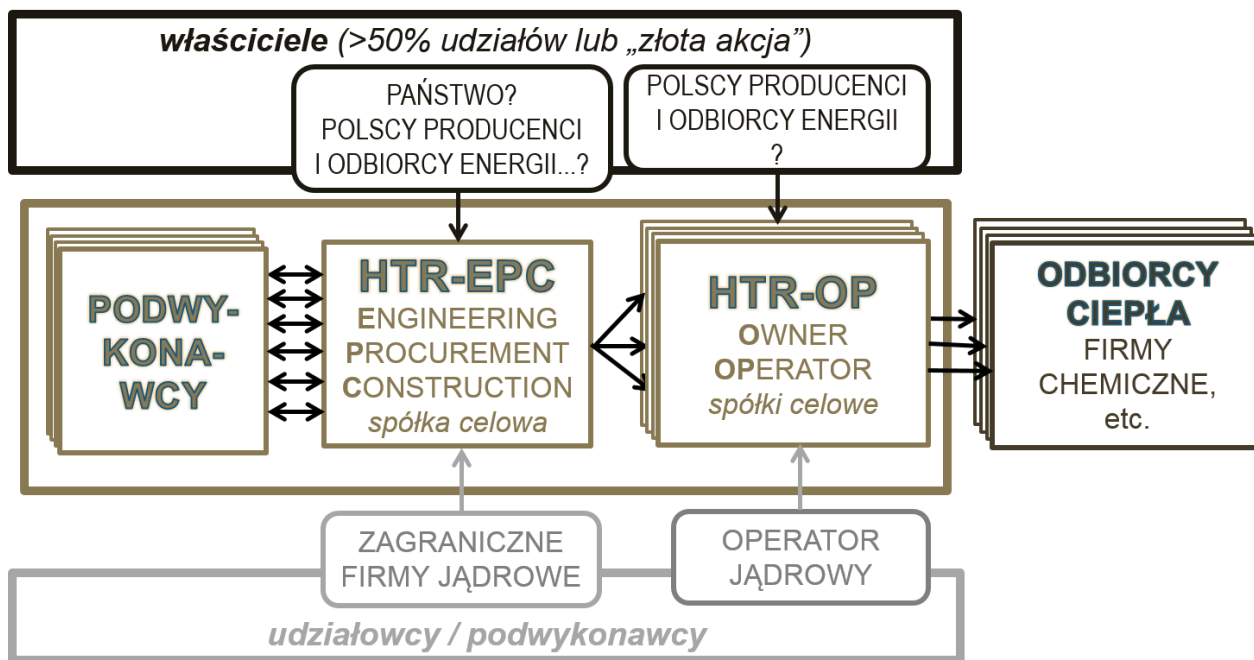 właściciele (>50% udziałów lub „złota akcja”)
PAŃSTWO?
POLSCY PRODUCENCI
I ODBIORCY ENERGII...?
POLSCY PRODUCENCI
I ODBIORCY ENERGII
?
PODWY-
KONA-
WCY
HTR-EPC
ENGINEERING
PROCUREMENT
CONSTRUCTION
spółka celowa
HTR-OP
OWNER
OPERATOR
spółki celowe
ODBIORCY
CIEPŁA
FIRMY
CHEMICZNE,
etc.
ZAGRANICZNE
FIRMY JĄDROWE
OPERATOR
JĄDROWY
udziałowcy / podwykonawcy